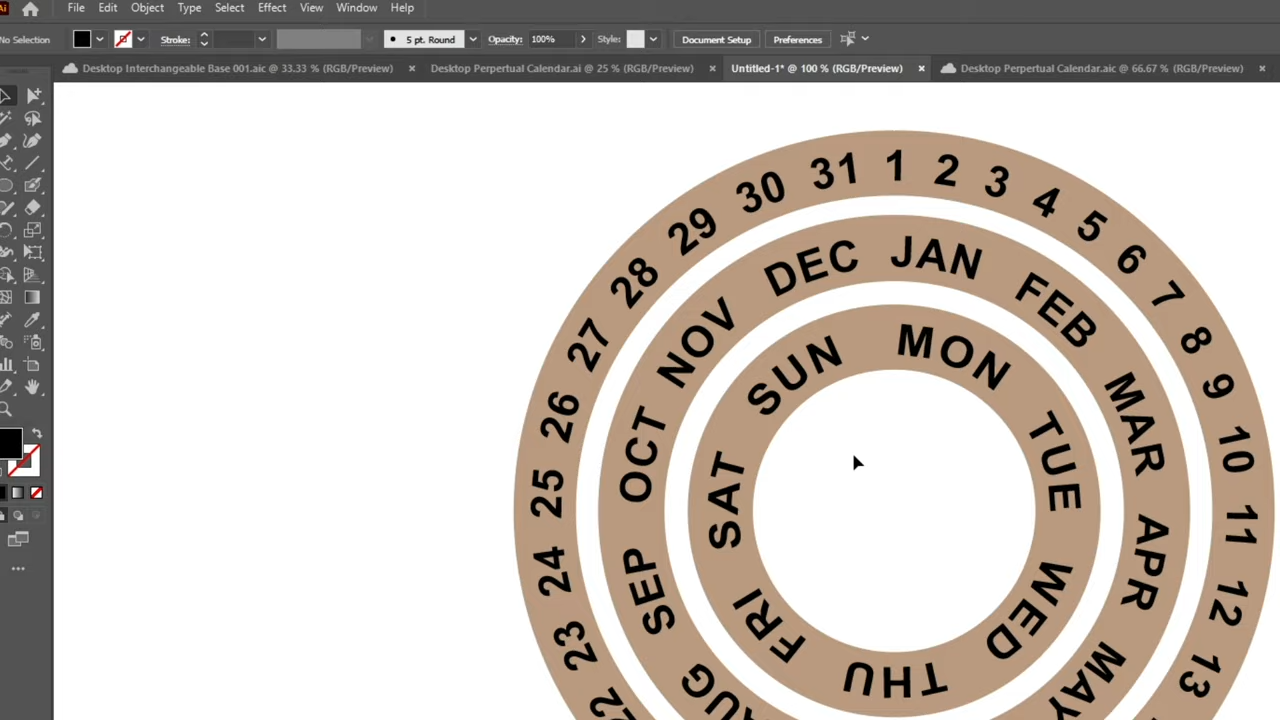 File Edit Object Type Select Effect View Window Help
No Selection Stroke: 5 pt. Round Opacity: 100% Style: Document Setup Preferences
Desktop Interchangeable Base 001.aic @ 33.33 % (RGB/Preview) × Desktop Perpertual Calendar.ai @ 25 % (RGB/Preview) × Untitled-1* @ 100 % (RGB/Preview) × Desktop Perpertual Calendar.aic @ 66.67 % (RGB/Preview) ×
1 2 3 4 5 6 7 8 9 10 11 12 13
22 23 24 25 26 27 28 29 30 31
JAN FEB MAR APR MAY
AUG SEP OCT NOV DEC
MON TUE WED THU FRI SAT SUN